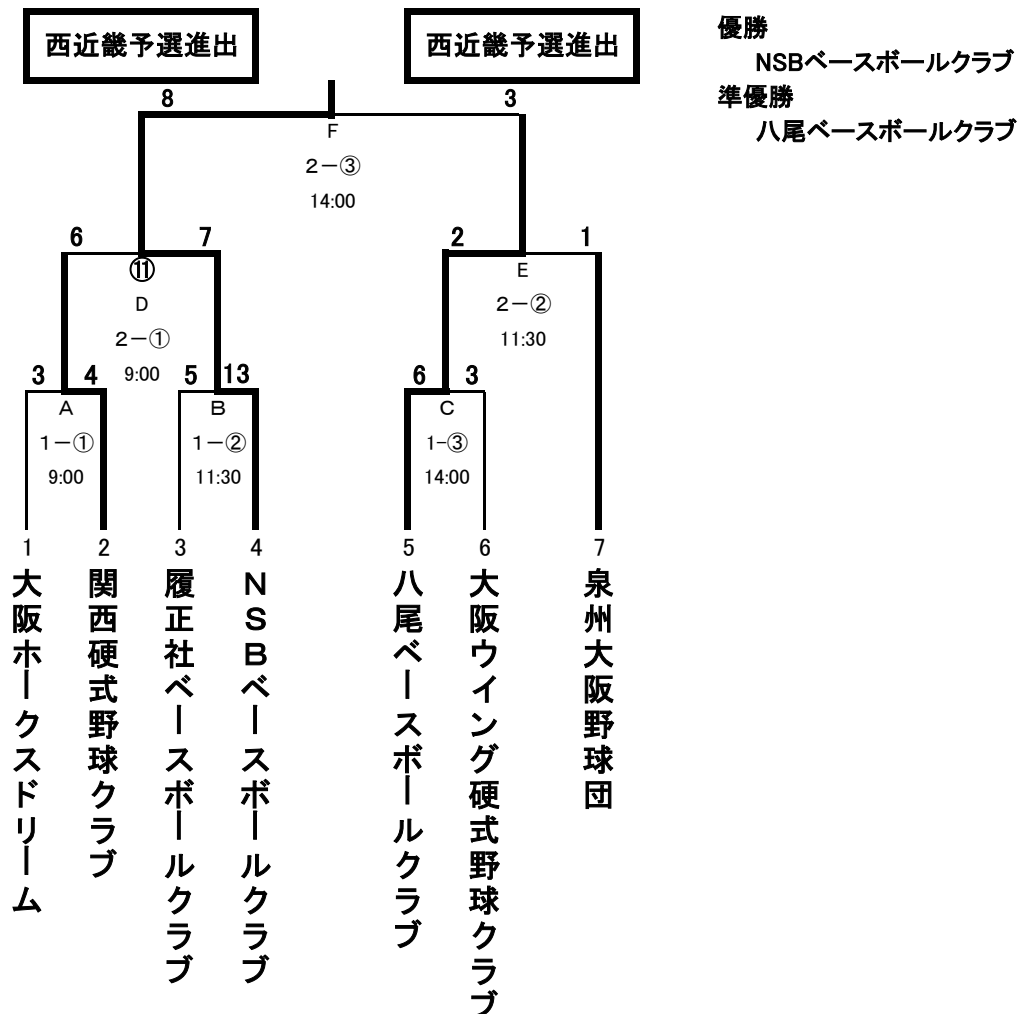 西近畿予選進出
西近畿予選進出
優勝
NSBベースボールクラブ
準優勝
八尾ベースボールクラブ
8
3
F
2－③
14:00
6
7
2
1
⑪
D
2－①
9:00
E
2－②
11:30
3
4
5
13
6
3
A
1－①
9:00
B
1－②
11:30
C
1-③
14:00
1
2
3
4
5
6
7
大阪ホークスドリーム
関西硬式野球クラブ
履正社ベースボールクラブ
ＮＳＢベースボールクラブ
八尾ベースボールクラブ
大阪ウイング硬式野球クラブ
泉州大阪野球団